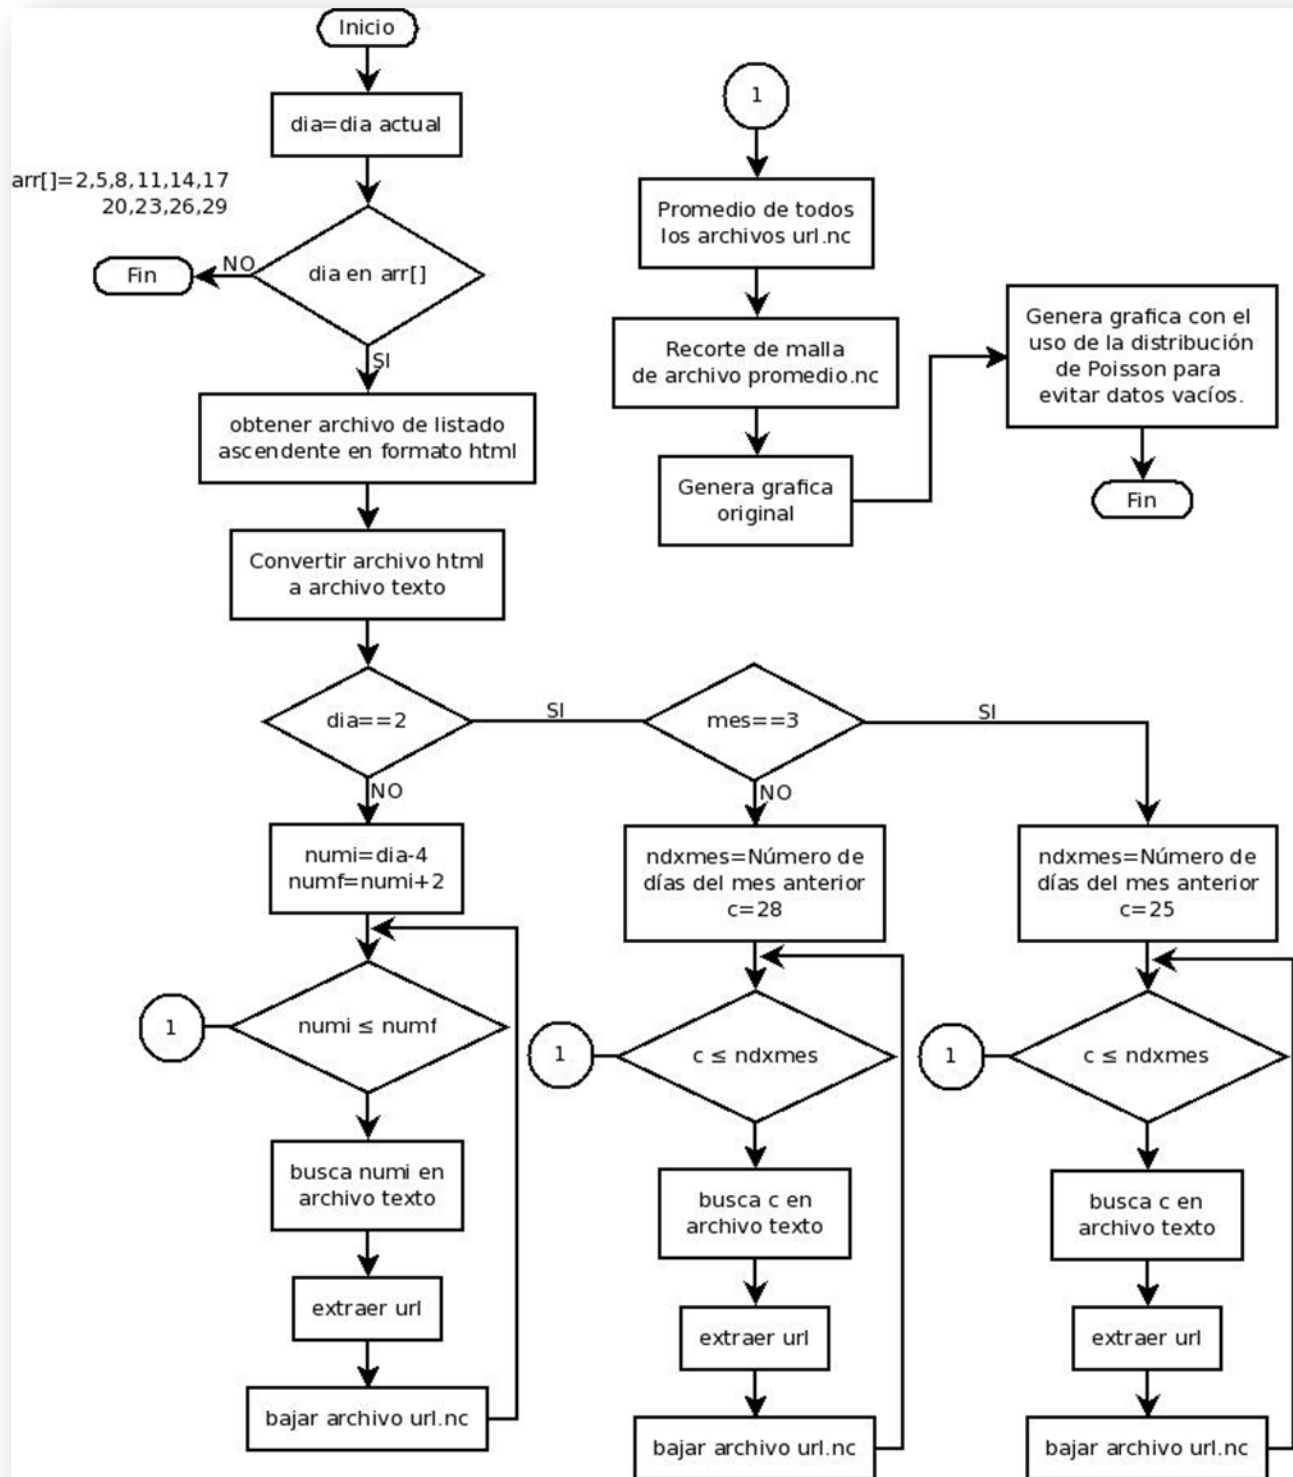 Inicio
dia=dia actual
arr[]=2,5,8,11,14,17
20,23,26,29
dia en arr[]
NO
Fin
SI
obtener archivo de listado
ascendente en formato html
Convertir archivo html
a archivo texto
dia==2
SI
NO
mes==3
SI
NO
numi=dia-4
numf=numi+2
numi ≤ numf
1
busca numi en
archivo texto
extraer url
bajar archivo url.nc
ndxmes=Número de
días del mes anterior
c=28
c ≤ ndxmes
1
busca c en
archivo texto
extraer url
bajar archivo url.nc
ndxmes=Número de
días del mes anterior
c=25
c ≤ ndxmes
1
busca c en
archivo texto
extraer url
bajar archivo url.nc
1
Promedio de todos
los archivos url.nc
Recorte de malla
de archivo promedio.nc
Genera grafica
original
Genera grafica con el
uso de la distribución
de Poisson para
evitar datos vacíos.
Fin